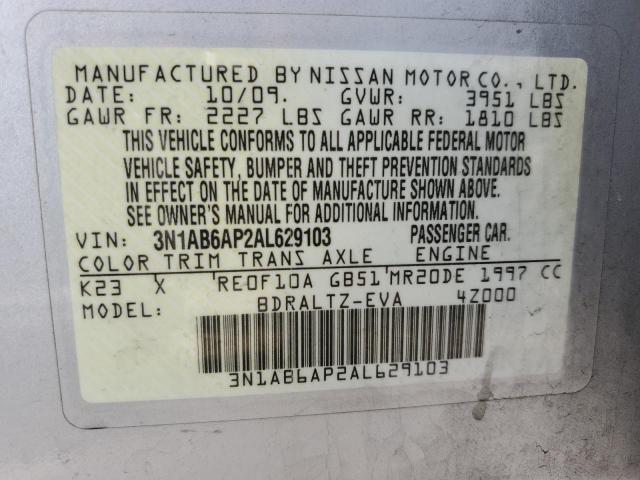 MANUFACTURED BY NISSAN MOTOR CO., LTD.
DATE: 10/09. GVWR: 3951 LBS
GAWR FR: 2227 LBS GAWR RR: 1810 LBS
THIS VEHICLE CONFORMS TO ALL APPLICABLE FEDERAL MOTOR
VEHICLE SAFETY, BUMPER AND THEFT PREVENTION STANDARDS
IN EFFECT ON THE DATE OF MANUFACTURE SHOWN ABOVE.
SEE OWNER'S MANUAL FOR ADDITIONAL INFORMATION.
VIN: 3N1AB6AP2AL629103 PASSENGER CAR.
COLOR TRIM TRANS AXLE ENGINE
K23 X RE0F10A GB51 MR20DE 1997 CC
MODEL: BDRALTZ-EVA 4Z000
3N1AB6AP2AL629103